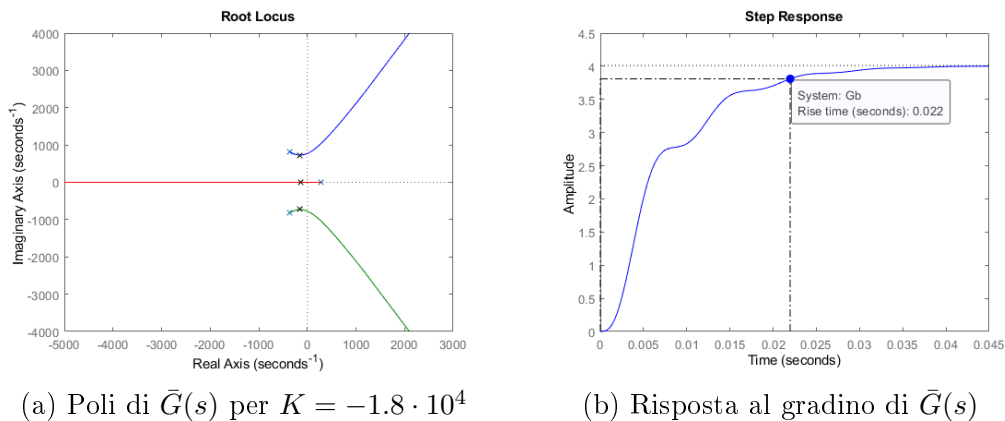 Root Locus
4000
3000
2000
1000
0
-1000
-2000
-3000
-4000
-5000 -4000 -3000 -2000 -1000 0 1000 2000 3000
Imaginary Axis (seconds⁻¹)
Real Axis (seconds⁻¹)
(a) Poli di Ḡ(s) per K = −1.8 · 10⁴
Step Response
4.5
4
3.5
3
2.5
2
1.5
1
0.5
0
0 0.005 0.01 0.015 0.02 0.025 0.03 0.035 0.04 0.045
Amplitude
System: Gb
Rise time (seconds): 0.022
Time (seconds)
(b) Risposta al gradino di Ḡ(s)